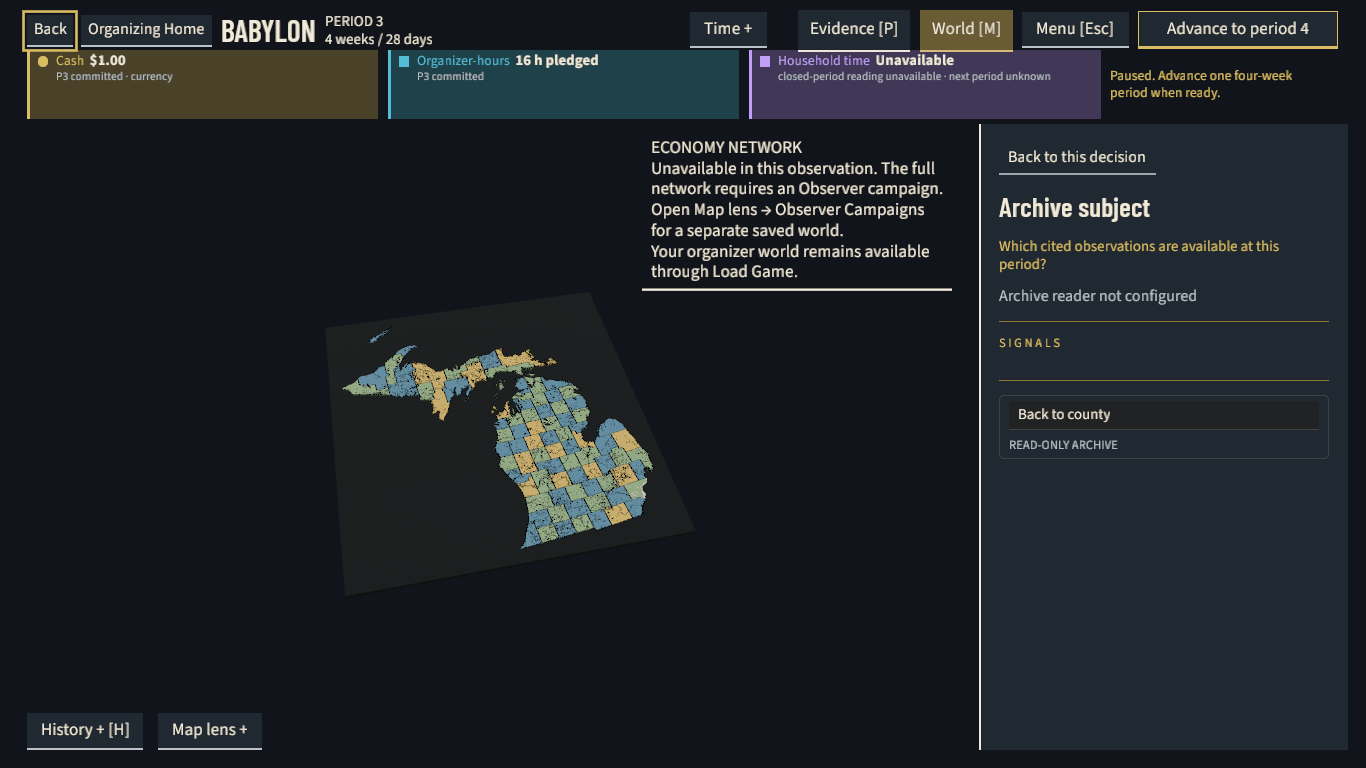 Back
Organizing Home
BABYLON
PERIOD 3
4 weeks / 28 days
Time +
Evidence [P]
World [M]
Menu [Esc]
Advance to period 4
Cash $1.00
P3 committed · currency
Organizer-hours 16 h pledged
P3 committed
Household time Unavailable
closed-period reading unavailable · next period unknown
Paused. Advance one four-week
period when ready.
ECONOMY NETWORK
Unavailable in this observation. The full
network requires an Observer campaign.
Open Map lens → Observer Campaigns
for a separate saved world.
Your organizer world remains available
through Load Game.
Back to this decision
Archive subject
Which cited observations are available at this
period?
Archive reader not configured
SIGNALS
Back to county
READ-ONLY ARCHIVE
History + [H]
Map lens +